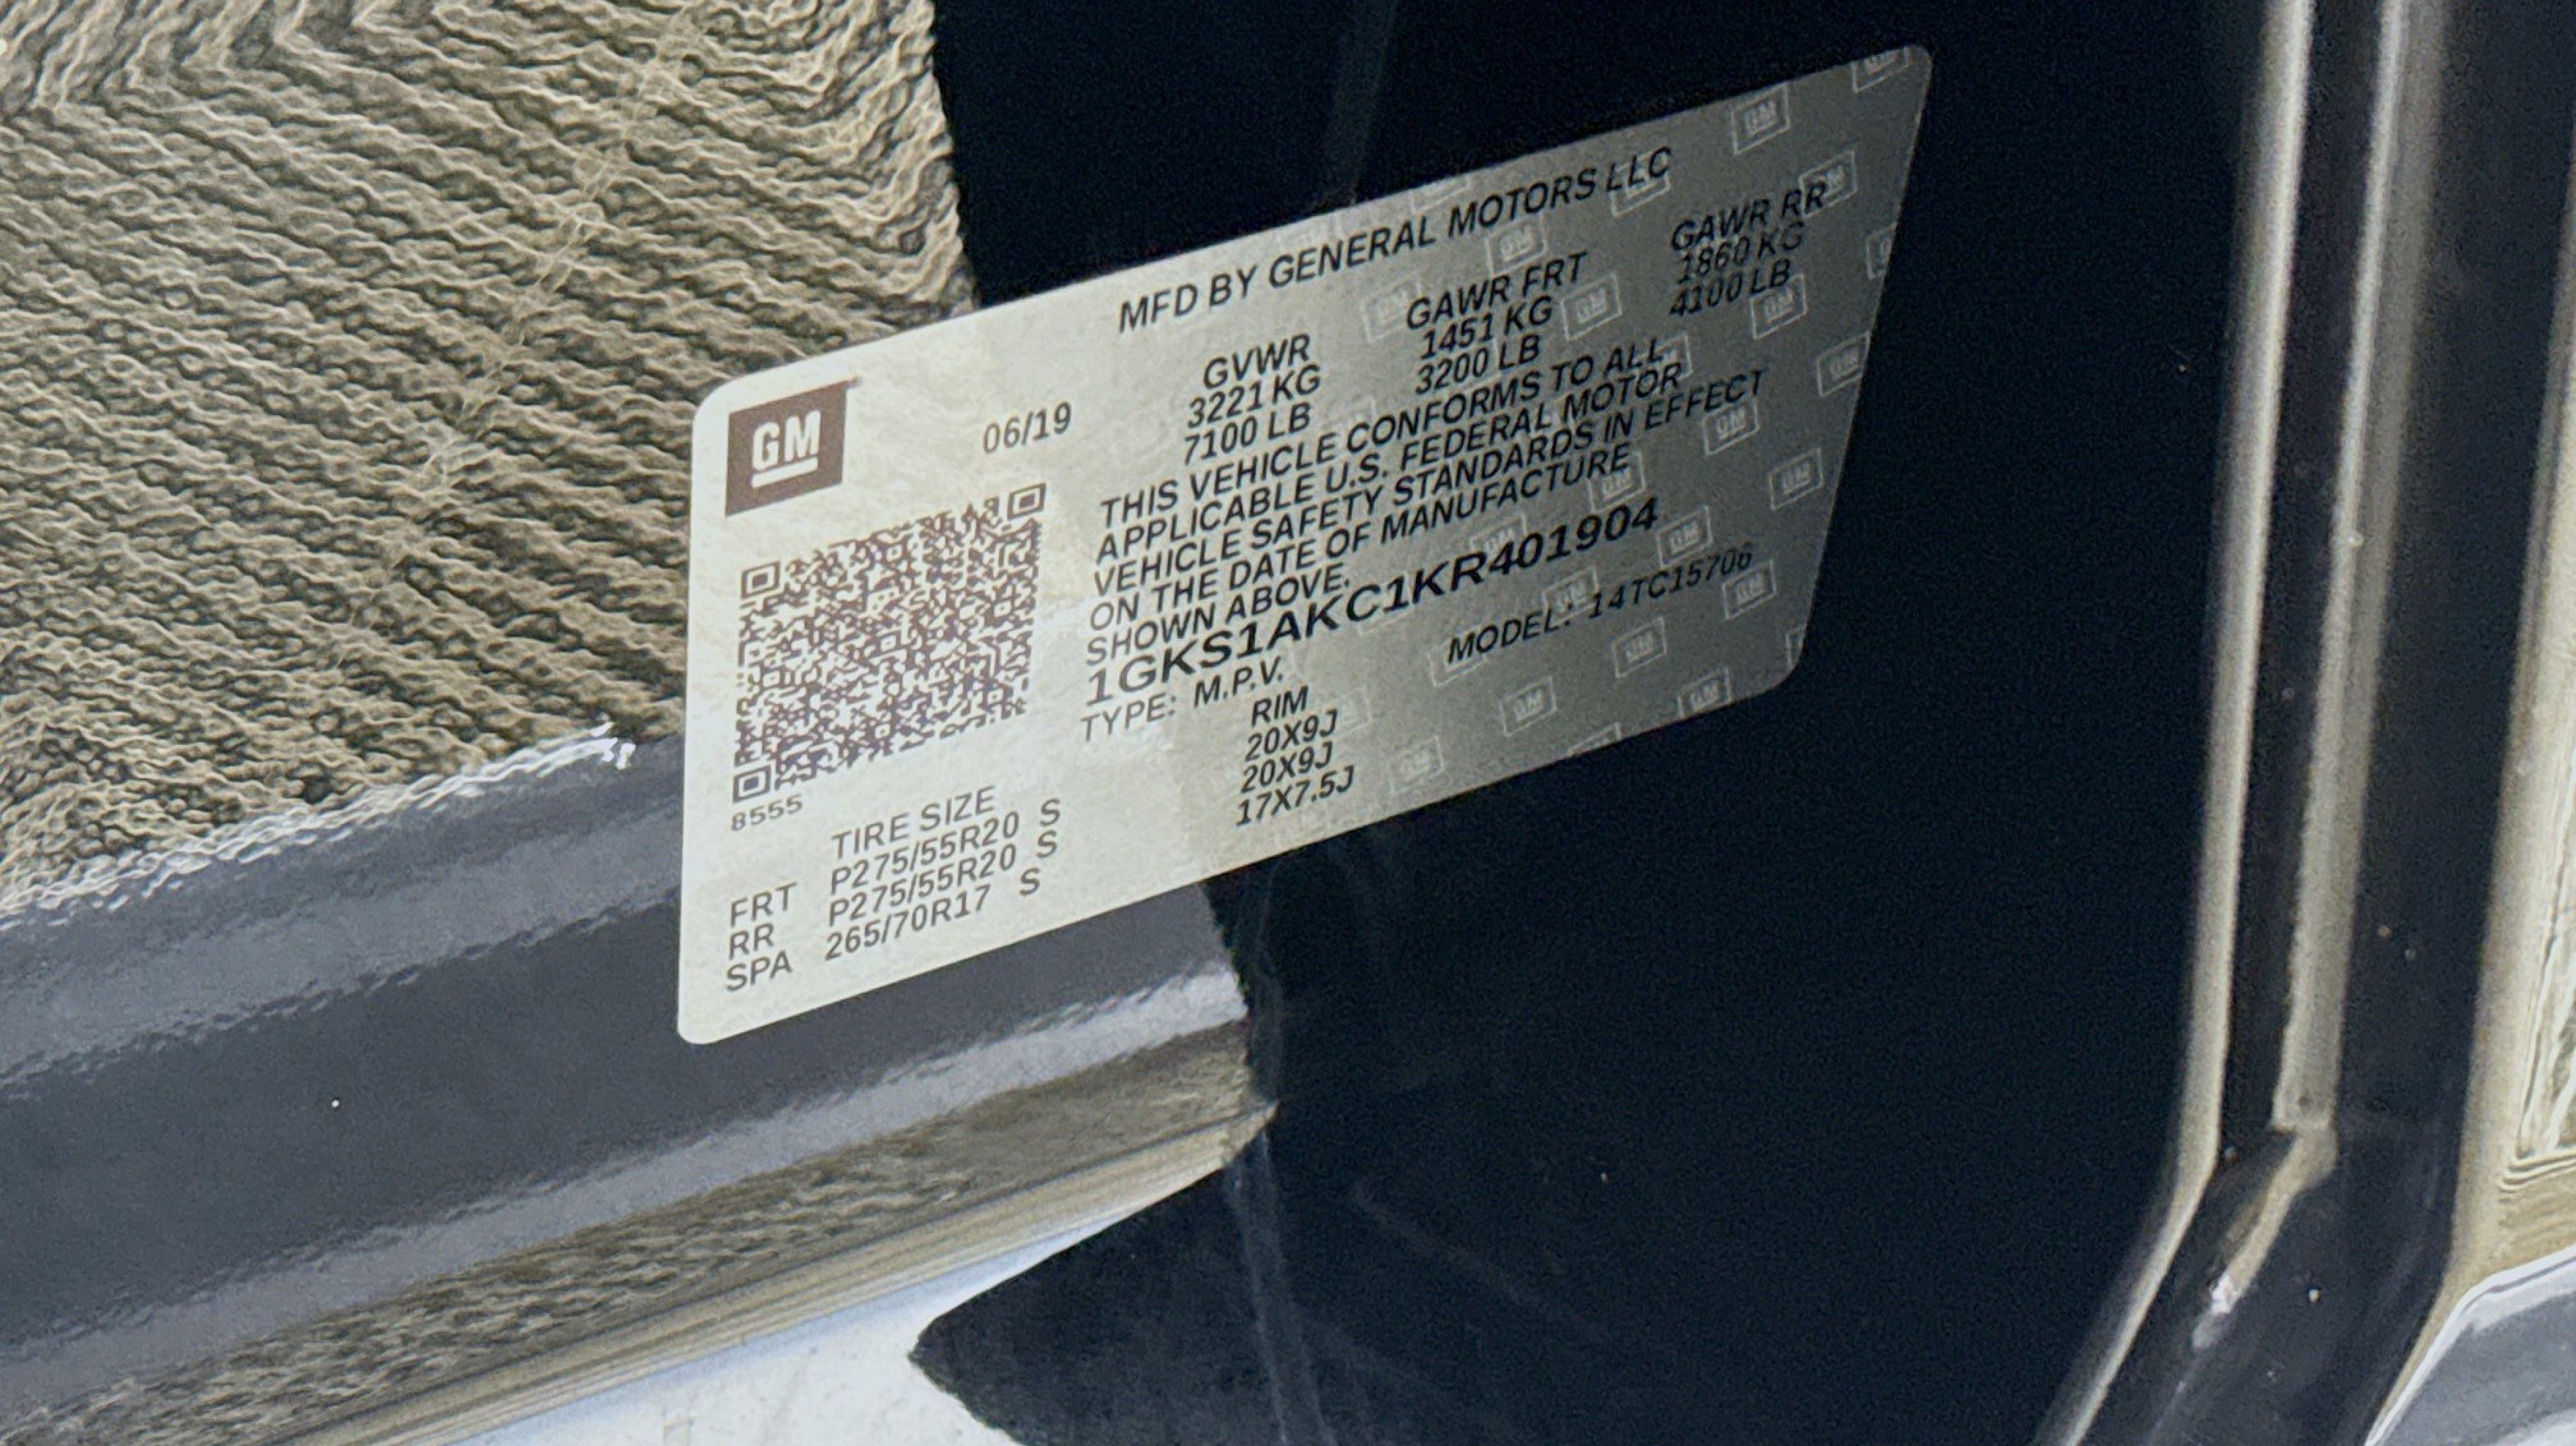 MFD BY GENERAL MOTORS LLC
GM
06/19
GVWR GAWR FRT GAWR RR
3221 KG 1451 KG 1860 KG
7100 LB 3200 LB 4100 LB
THIS VEHICLE CONFORMS TO ALL
APPLICABLE U.S. FEDERAL MOTOR
VEHICLE SAFETY STANDARDS IN EFFECT
ON THE DATE OF MANUFACTURE
SHOWN ABOVE.
1GKS1AKC1KR401904
TYPE: M.P.V. MODEL: 14TC15706
8555
TIRE SIZE RIM
FRT P275/55R20 S 20X9J
RR P275/55R20 S 20X9J
SPA 265/70R17 S 17X7.5J